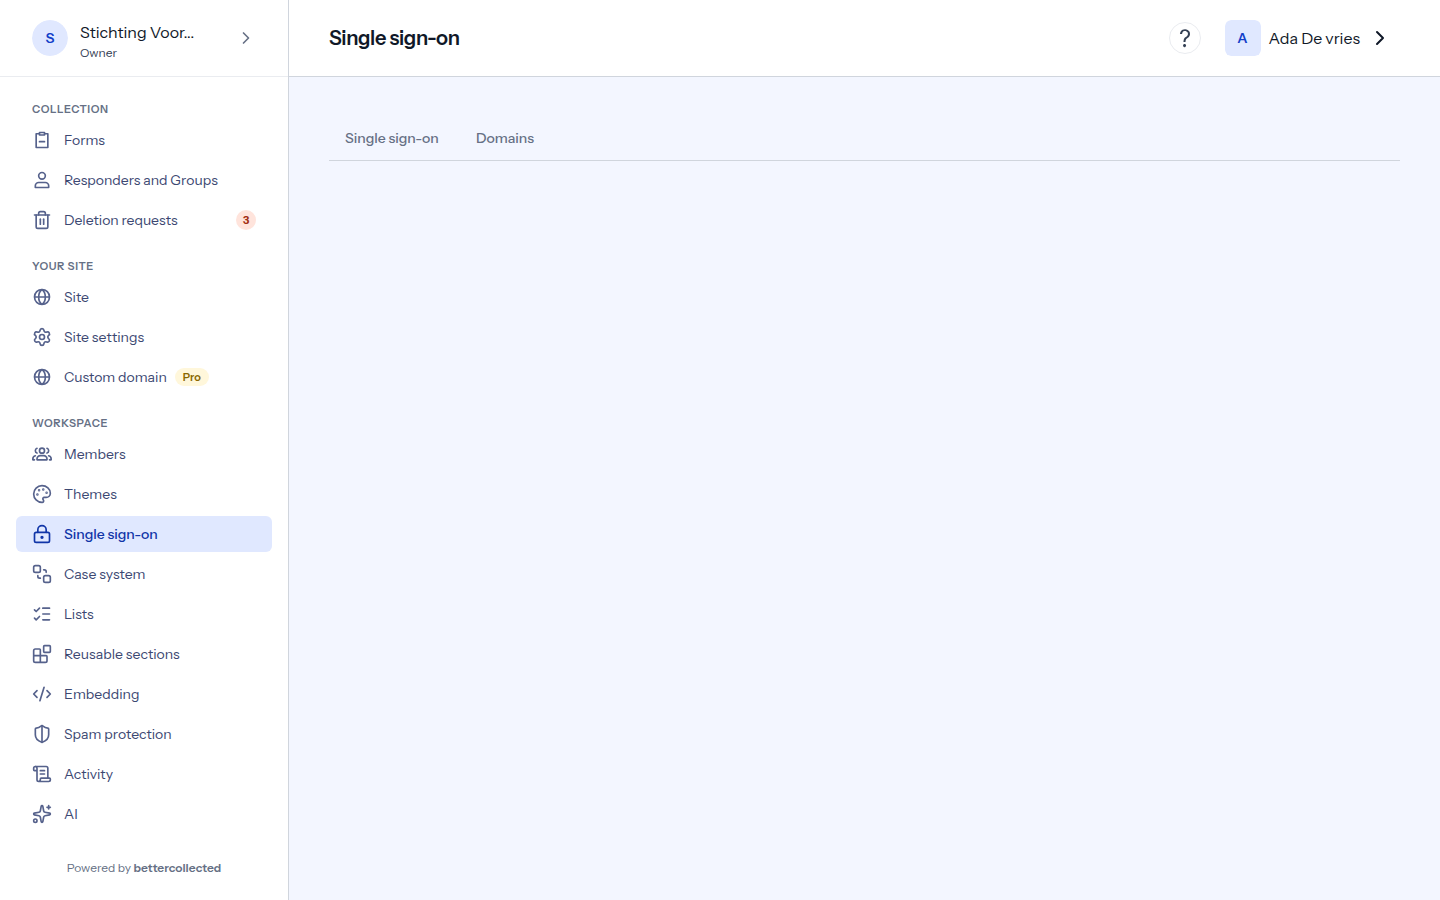 S
Stichting Voor...
Owner
Single sign-on
?
A
Ada De vries
COLLECTION
Forms
Responders and Groups
Deletion requests
3
YOUR SITE
Site
Site settings
Custom domain
Pro
WORKSPACE
Members
Themes
Single sign-on
Case system
Lists
Reusable sections
Embedding
Spam protection
Activity
AI
Powered by bettercollected
Single sign-on
Domains